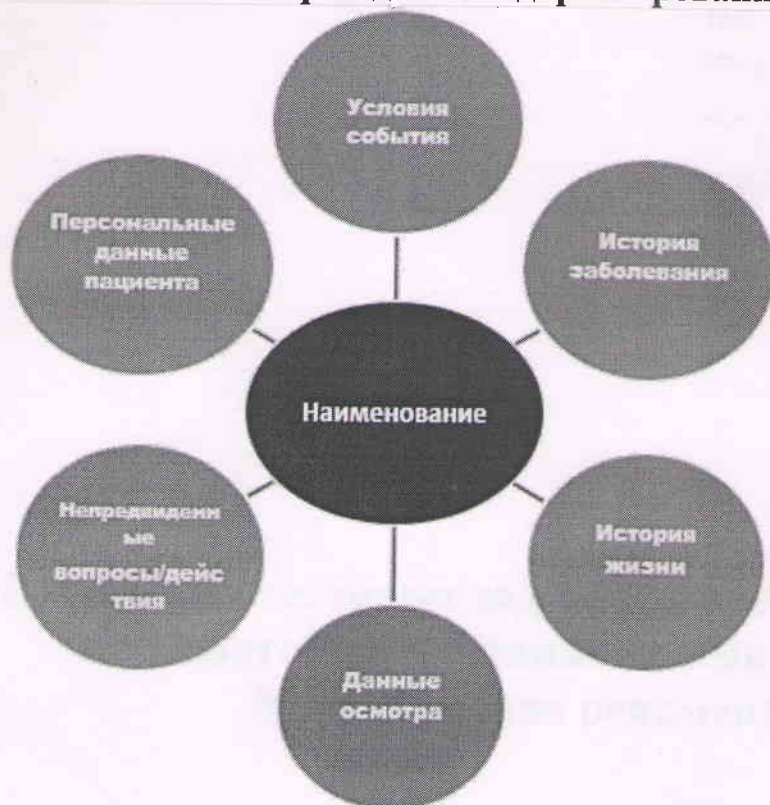 Условия
события
Персональные
данные
пациента
История
заболевания
Наименование
Непредвиденн
ые
вопросы/дейс
твия
История
жизни
Данные
осмотра